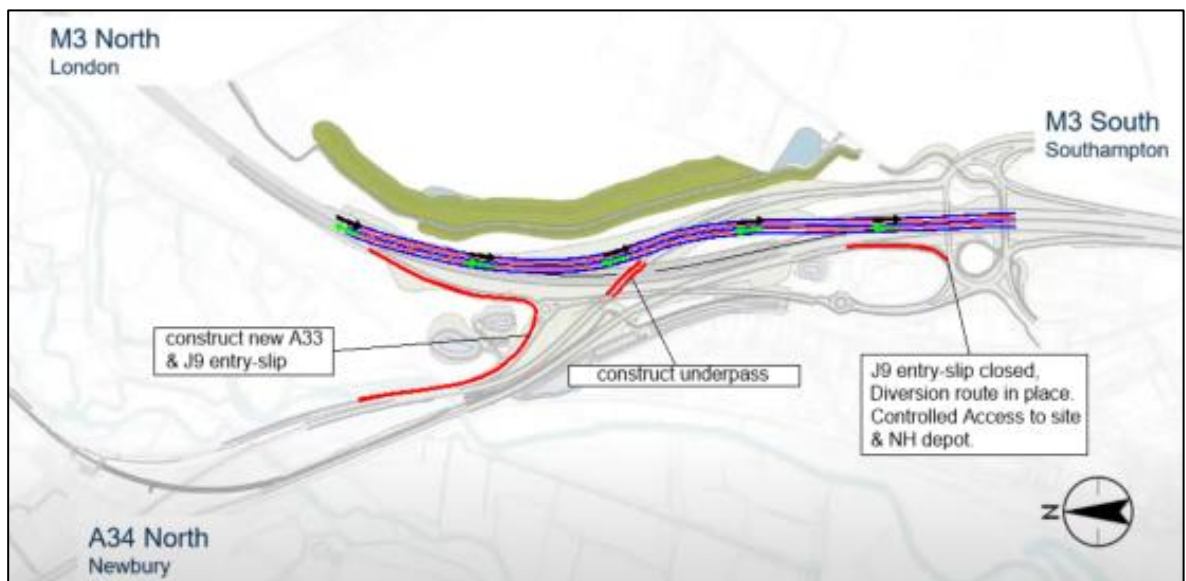 M3 North
London
M3 South
Southampton
construct new A33
& J9 entry-slip
construct underpass
J9 entry-slip closed,
Diversion route in place.
Controlled Access to site
& NH depot.
N
A34 North
Newbury